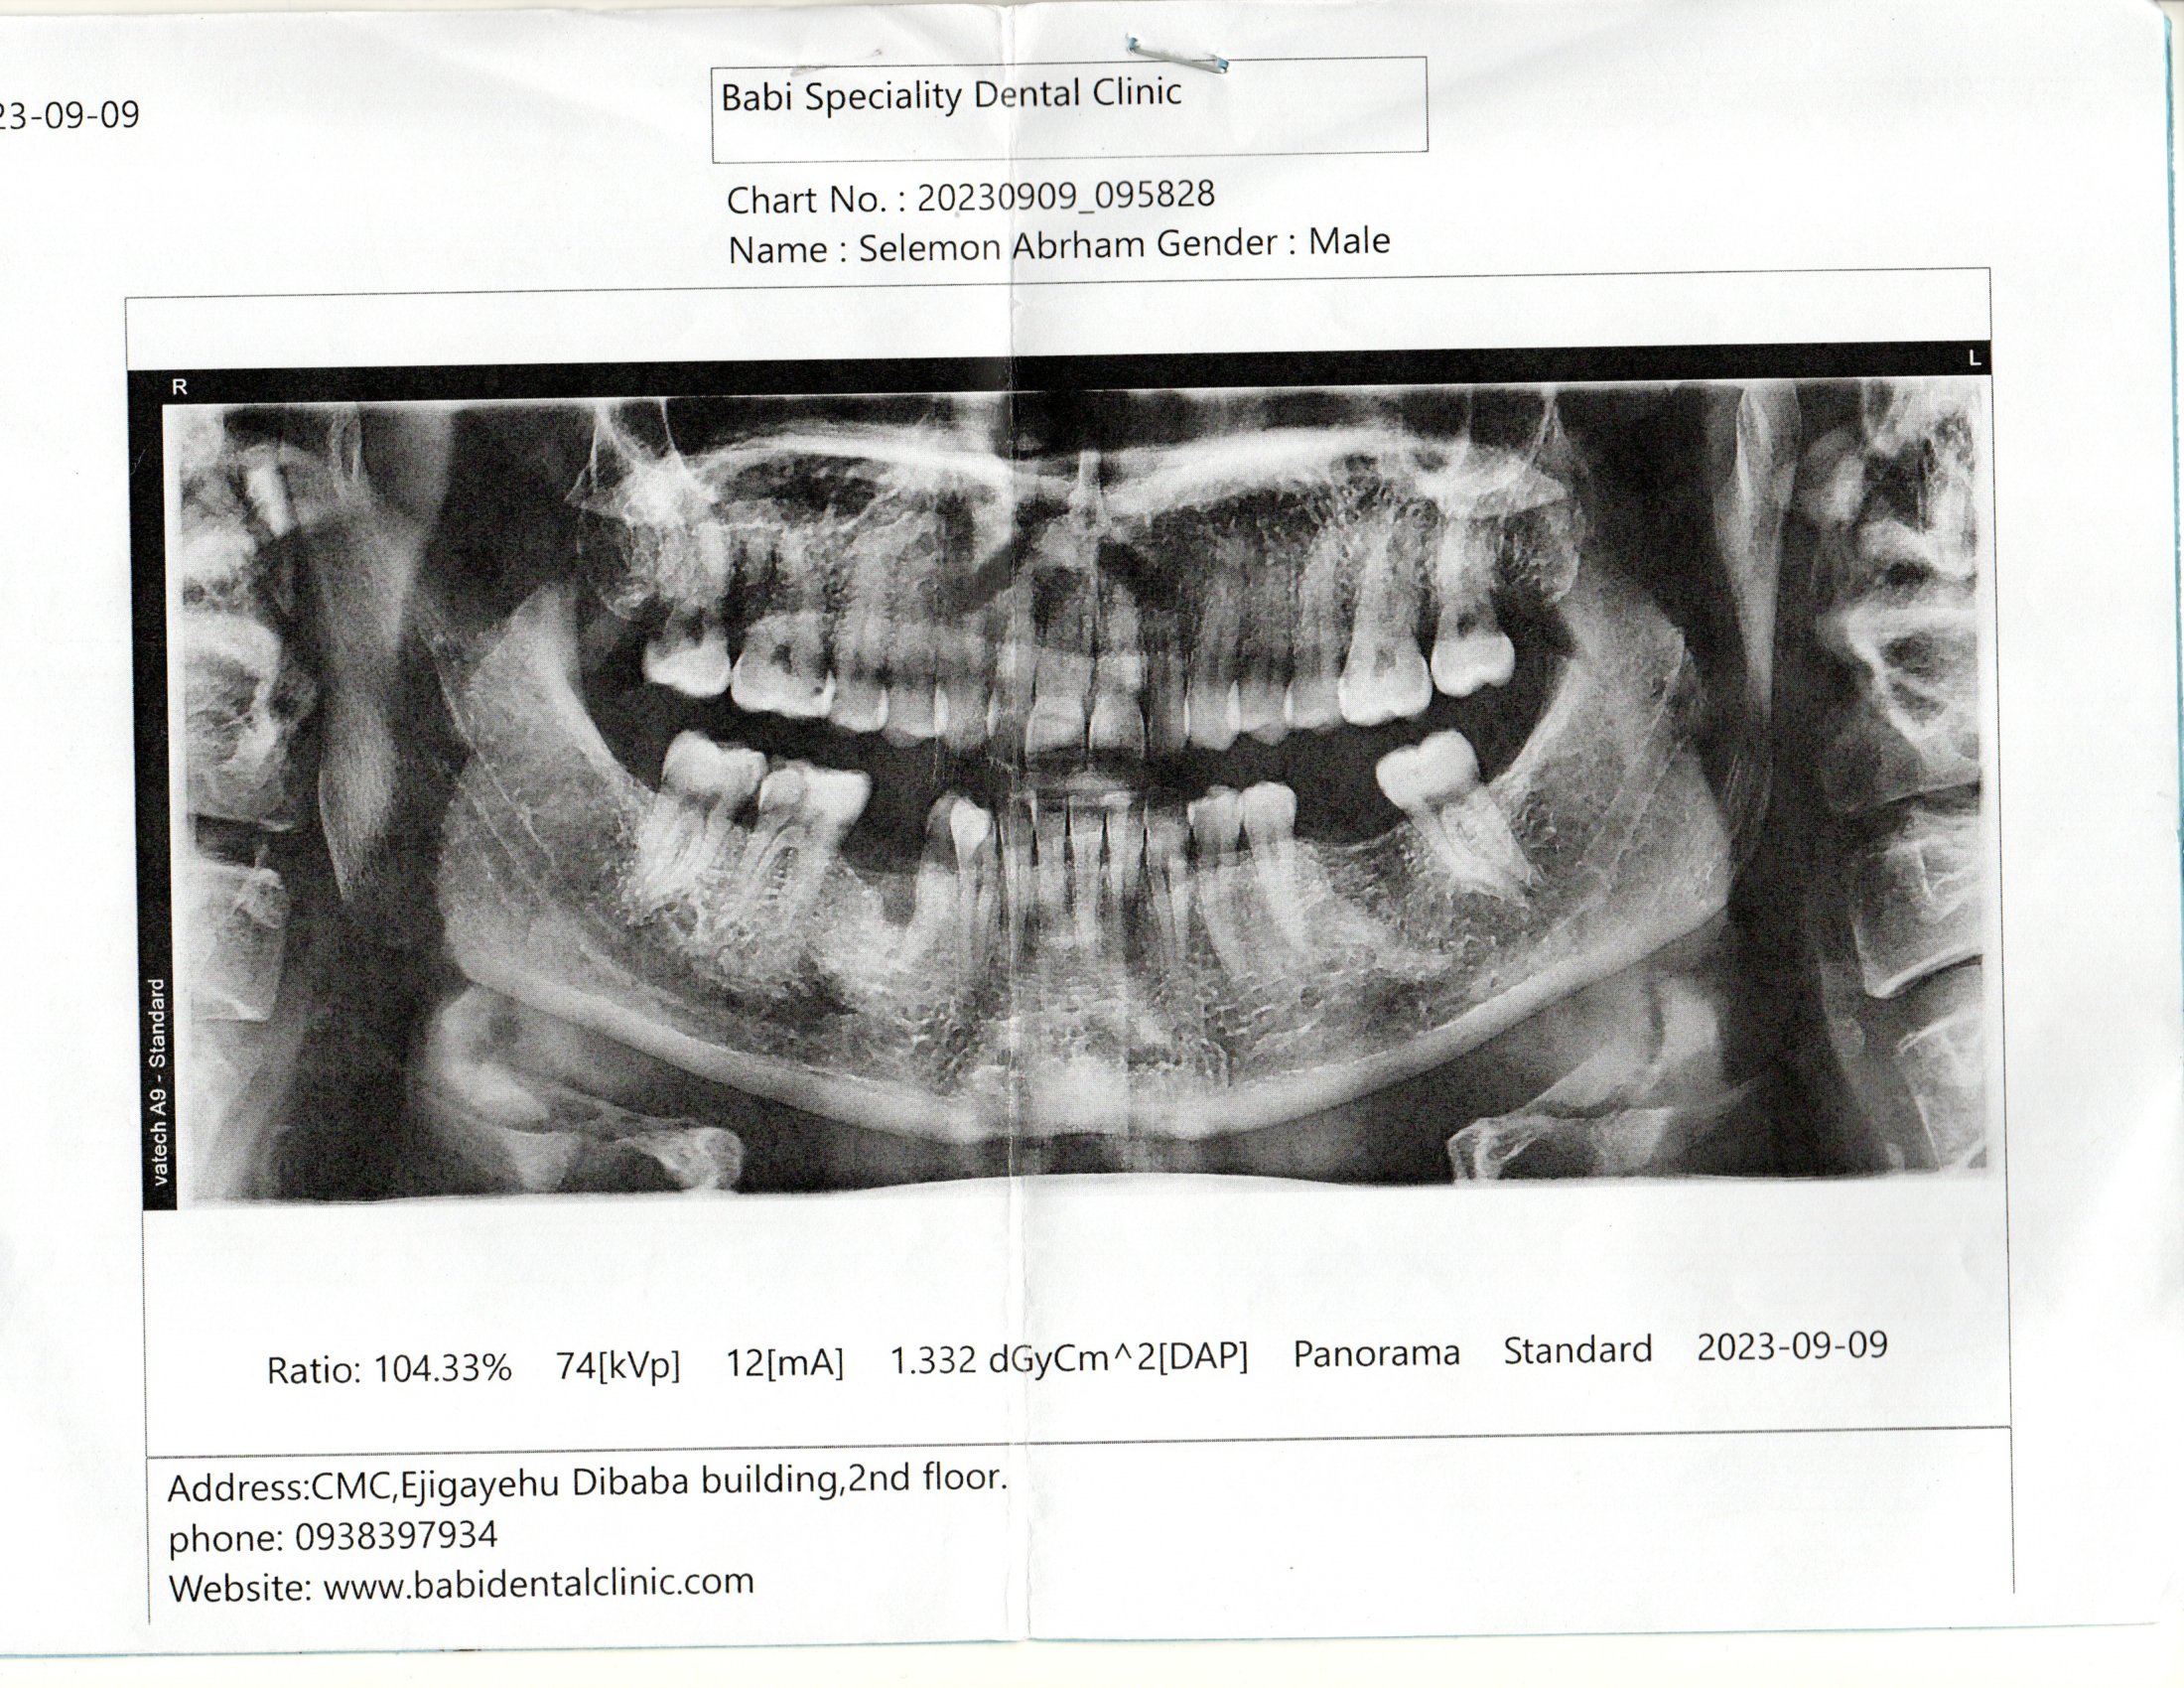 23-09-09
Babi Speciality Dental Clinic
Chart No. : 20230909_095828
Name : Selemon Abrham Gender : Male
R
L
vatech A9 - Standard
Ratio: 104.33% 74[kVp] 12[mA] 1.332 dGyCm^2[DAP] Panorama Standard 2023-09-09
Address:CMC,Ejigayehu Dibaba building,2nd floor.
phone: 0938397934
Website: www.babidentalclinic.com